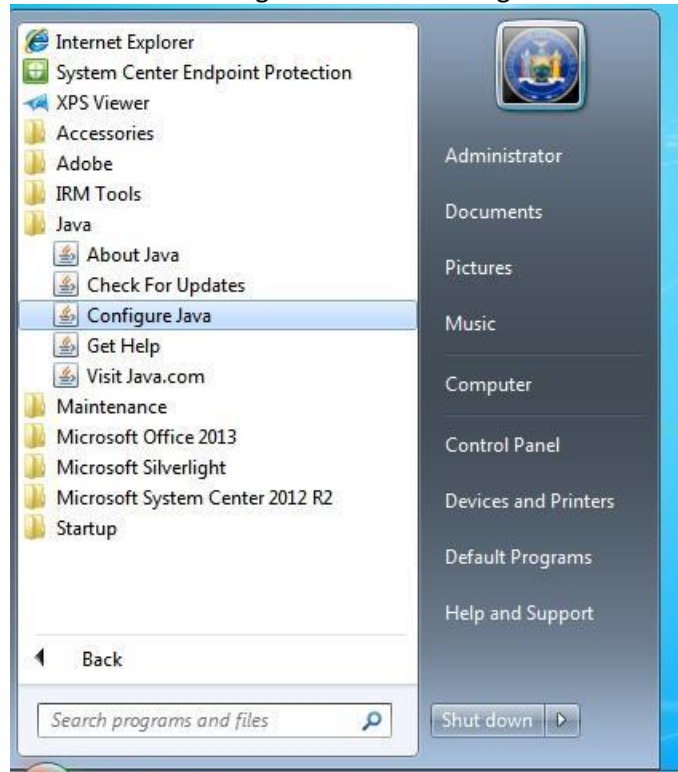 Internet Explorer
System Center Endpoint Protection
XPS Viewer
Accessories
Adobe
IRM Tools
Java
About Java
Check For Updates
Configure Java
Get Help
Visit Java.com
Maintenance
Microsoft Office 2013
Microsoft Silverlight
Microsoft System Center 2012 R2
Startup
Back
Search programs and files
Administrator
Documents
Pictures
Music
Computer
Control Panel
Devices and Printers
Default Programs
Help and Support
Shut down